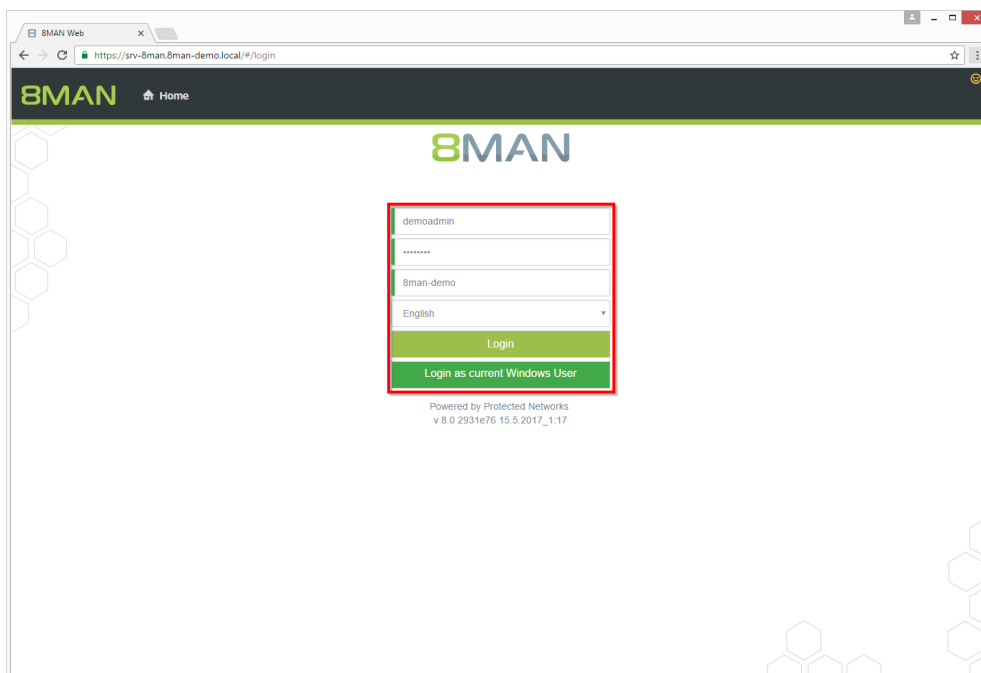 8MAN Web
https://srv-8man.8man-demo.local/#/login
8MAN Home
8MAN
demoadmin
••••••••
8man-demo
English
Login
Login as current Windows User
Powered by Protected Networks
v 8.0 2931e76 15.5.2017_1:17